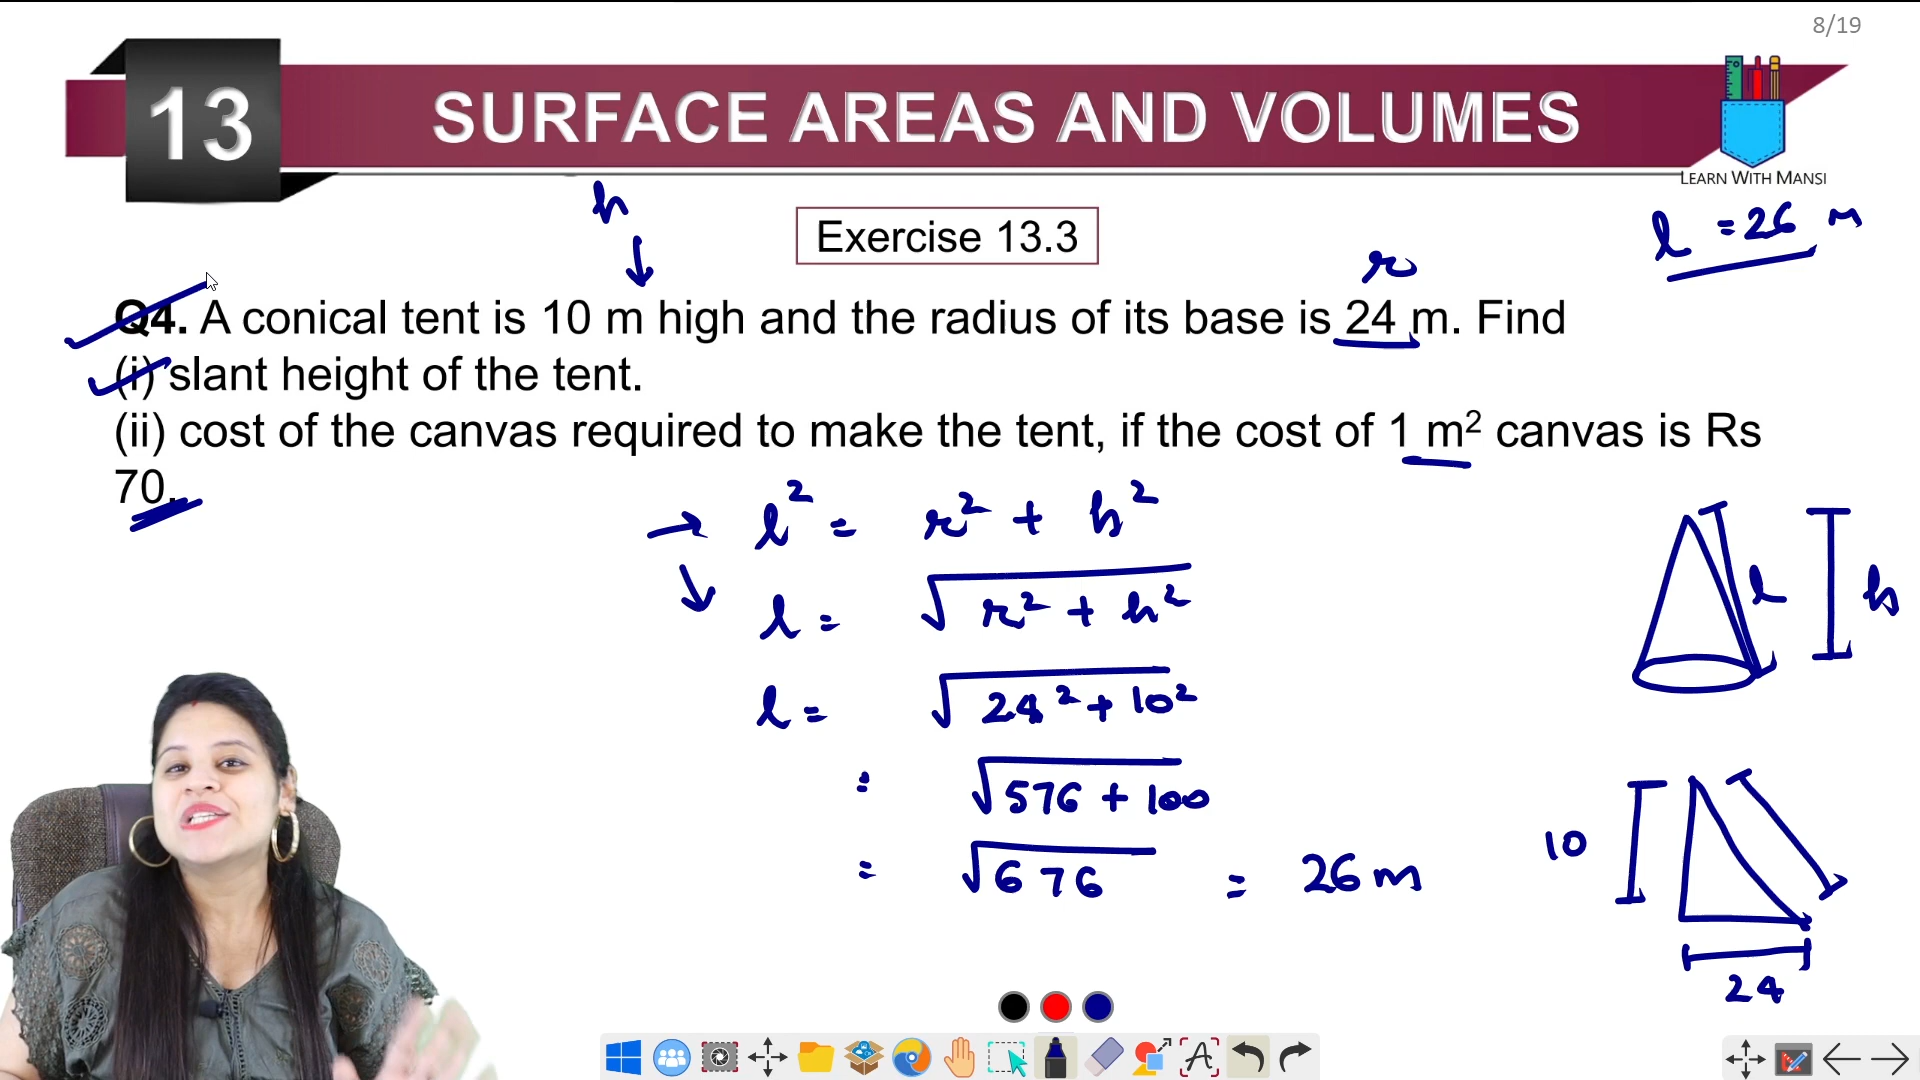 8/19
13
SURFACE AREAS AND VOLUMES
LEARN WITH MANSI
h
Exercise 13.3
l = 26 m
r
Q4. A conical tent is 10 m high and the radius of its base is 24 m. Find
(i) slant height of the tent.
(ii) cost of the canvas required to make the tent, if the cost of 1 m² canvas is Rs
70.
→ l² = r² + h²
l = √r² + h²
l
h
l = √24² + 10²
= √576 + 100
= √676 = 26 m
10
24
A